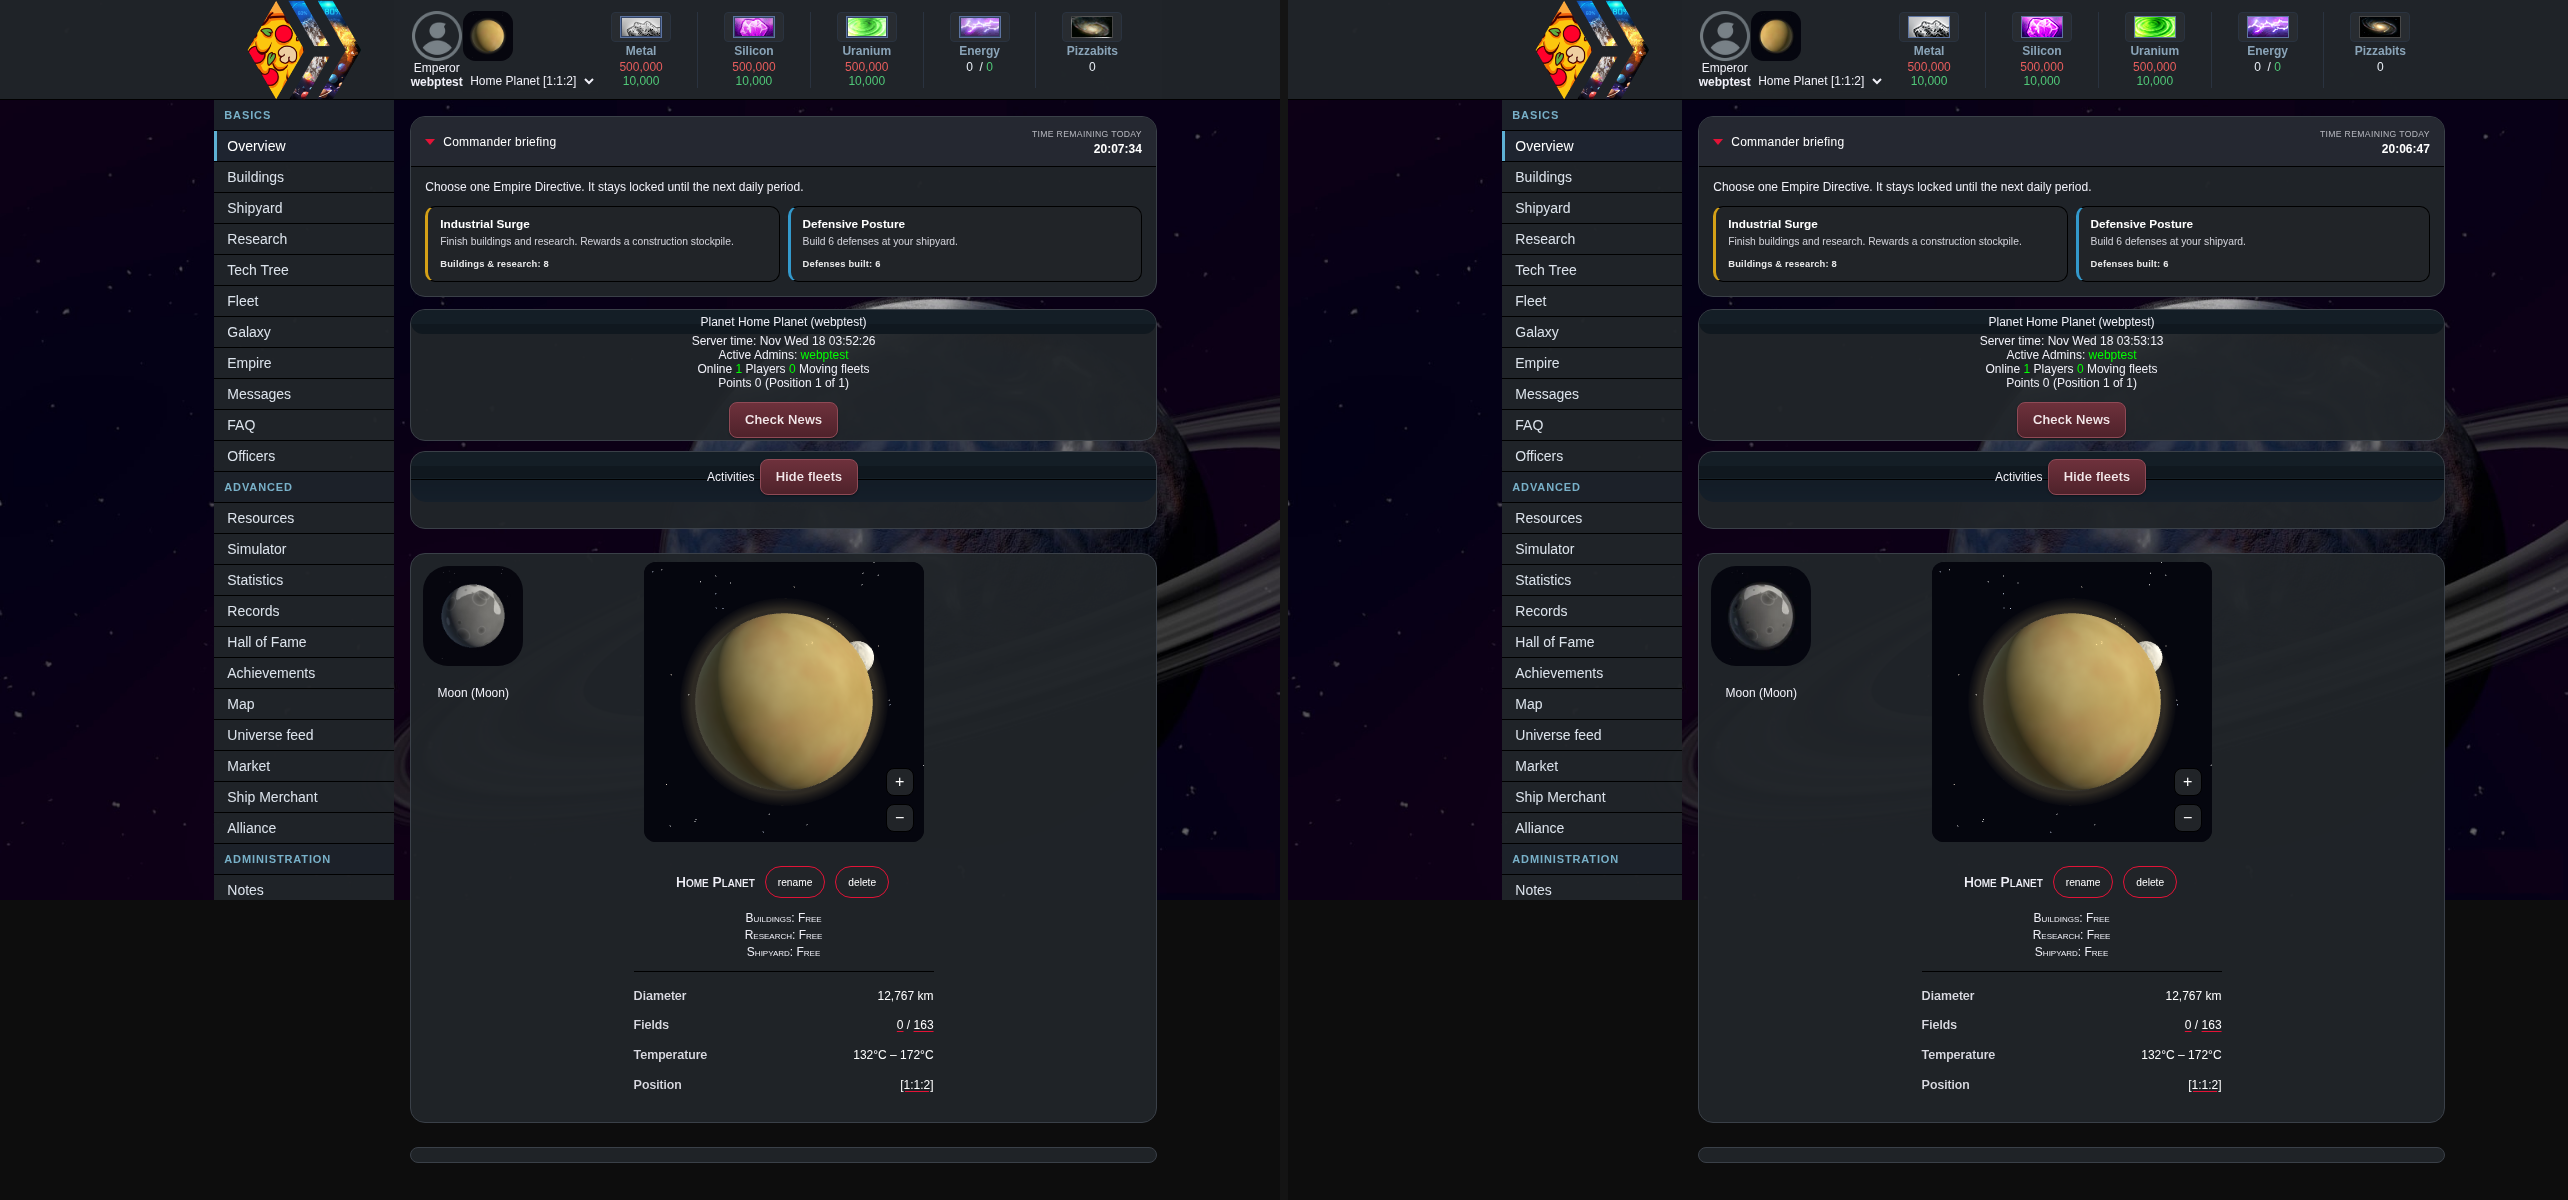 Metal
500,000
10,000
Silicon
500,000
10,000
Uranium
500,000
10,000
Energy
0 / 0
Pizzabits
0
Emperor
webptest
Home Planet [1:1:2]
BASICS
Overview
Buildings
Shipyard
Research
Tech Tree
Fleet
Galaxy
Empire
Messages
FAQ
Officers
ADVANCED
Resources
Simulator
Statistics
Records
Hall of Fame
Achievements
Map
Universe feed
Market
Ship Merchant
Alliance
ADMINISTRATION
Notes
Commander briefing
TIME REMAINING TODAY
20:07:34
Choose one Empire Directive. It stays locked until the next daily period.
Industrial Surge
Finish buildings and research. Rewards a construction stockpile.
Buildings & research: 8
Defensive Posture
Build 6 defenses at your shipyard.
Defenses built: 6
Planet Home Planet (webptest)
Server time: Nov Wed 18 03:52:26
Active Admins: webptest
Online 1 Players 0 Moving fleets
Points 0 (Position 1 of 1)
Check News
Activities Hide fleets
Moon (Moon)
+
−
Home Planet rename delete
Buildings: Free
Research: Free
Shipyard: Free
Diameter 12,767 km
Fields 0 / 163
Temperature 132°C – 172°C
Position [1:1:2]
Metal
500,000
10,000
Silicon
500,000
10,000
Uranium
500,000
10,000
Energy
0 / 0
Pizzabits
0
Emperor
webptest
Home Planet [1:1:2]
BASICS
Overview
Buildings
Shipyard
Research
Tech Tree
Fleet
Galaxy
Empire
Messages
FAQ
Officers
ADVANCED
Resources
Simulator
Statistics
Records
Hall of Fame
Achievements
Map
Universe feed
Market
Ship Merchant
Alliance
ADMINISTRATION
Notes
Commander briefing
TIME REMAINING TODAY
20:06:47
Choose one Empire Directive. It stays locked until the next daily period.
Industrial Surge
Finish buildings and research. Rewards a construction stockpile.
Buildings & research: 8
Defensive Posture
Build 6 defenses at your shipyard.
Defenses built: 6
Planet Home Planet (webptest)
Server time: Nov Wed 18 03:53:13
Active Admins: webptest
Online 1 Players 0 Moving fleets
Points 0 (Position 1 of 1)
Check News
Activities Hide fleets
Moon (Moon)
+
−
Home Planet rename delete
Buildings: Free
Research: Free
Shipyard: Free
Diameter 12,767 km
Fields 0 / 163
Temperature 132°C – 172°C
Position [1:1:2]